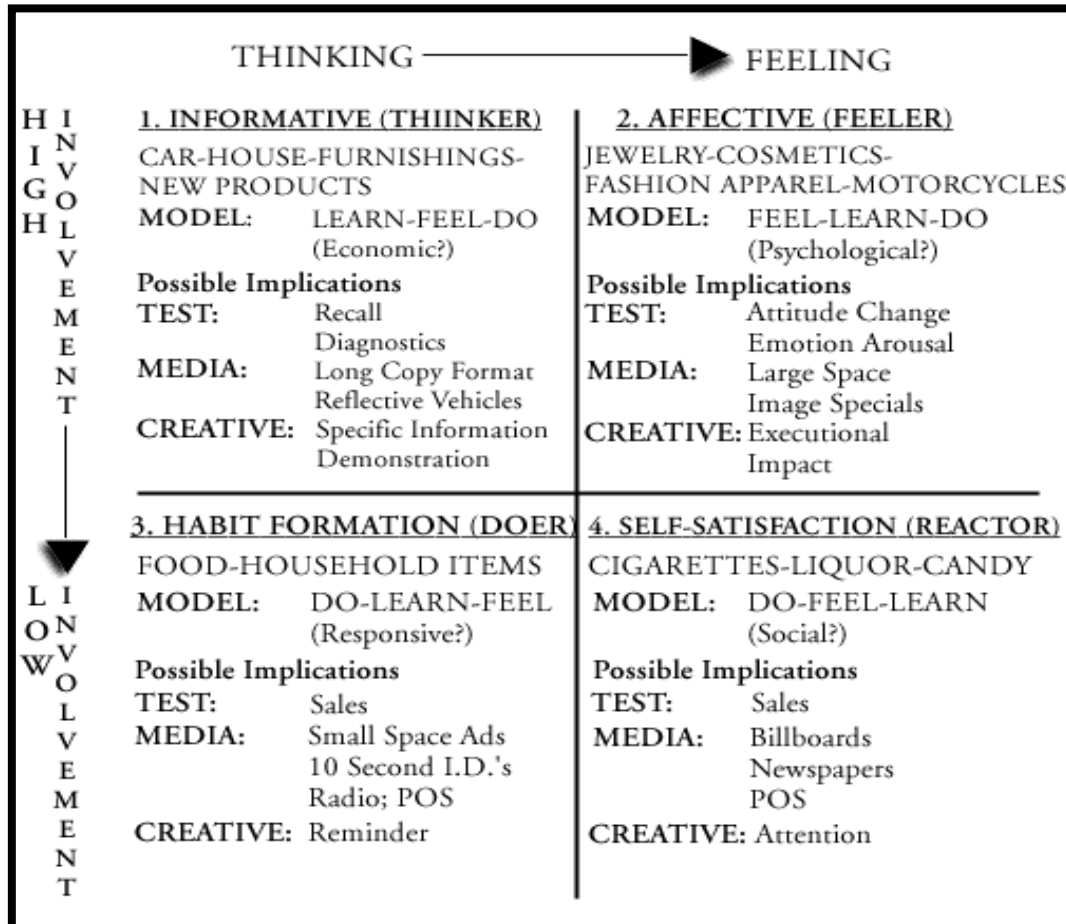 THINKING FEELING
HIGH INVOLVEMENT
1. INFORMATIVE (THIINKER)
CAR-HOUSE-FURNISHINGS-
NEW PRODUCTS
MODEL: LEARN-FEEL-DO
(Economic?)
Possible Implications
TEST: Recall
Diagnostics
MEDIA: Long Copy Format
Reflective Vehicles
CREATIVE: Specific Information
Demonstration
2. AFFECTIVE (FEELER)
JEWELRY-COSMETICS-
FASHION APPAREL-MOTORCYCLES
MODEL: FEEL-LEARN-DO
(Psychological?)
Possible Implications
TEST: Attitude Change
Emotion Arousal
MEDIA: Large Space
Image Specials
CREATIVE: Executional
Impact
LOW INVOLVEMENT
3. HABIT FORMATION (DOER)
FOOD-HOUSEHOLD ITEMS
MODEL: DO-LEARN-FEEL
(Responsive?)
Possible Implications
TEST: Sales
MEDIA: Small Space Ads
10 Second I.D.'s
Radio; POS
CREATIVE: Reminder
4. SELF-SATISFACTION (REACTOR)
CIGARETTES-LIQUOR-CANDY
MODEL: DO-FEEL-LEARN
(Social?)
Possible Implications
TEST: Sales
MEDIA: Billboards
Newspapers
POS
CREATIVE: Attention